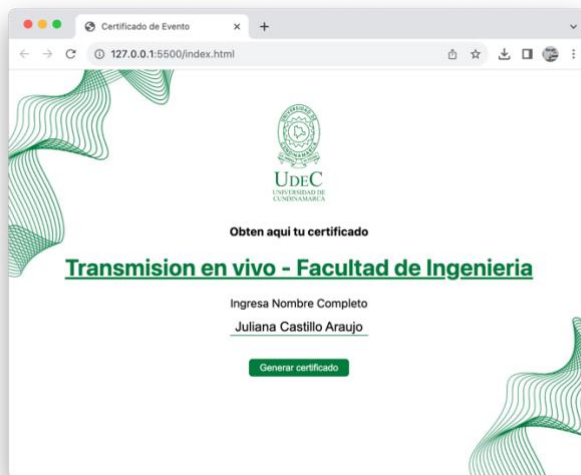 Certificado de Evento
127.0.0.1:5500/index.html
UNIVERSIDAD DE
CUNDINAMARCA
UDEC
UNIVERSIDAD DE
CUNDINAMARCA
Obten aqui tu certificado
Transmision en vivo - Facultad de Ingenieria
Ingresa Nombre Completo
Juliana Castillo Araujo
Generar certificado